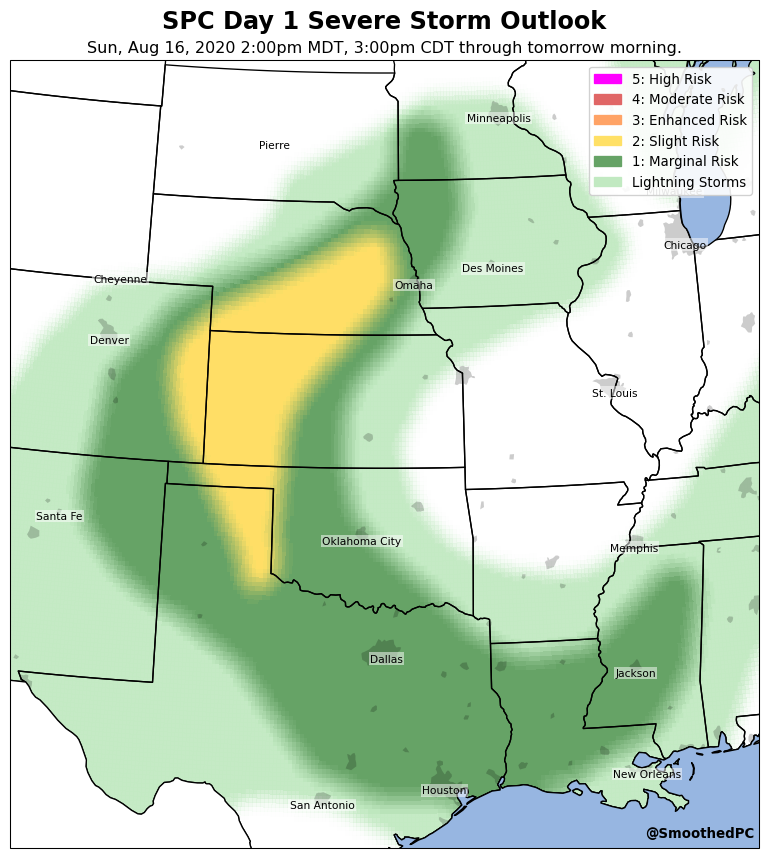 SPC Day 1 Severe Storm Outlook
Sun, Aug 16, 2020 2:00pm MDT, 3:00pm CDT through tomorrow morning.
5: High Risk
4: Moderate Risk
3: Enhanced Risk
2: Slight Risk
1: Marginal Risk
Lightning Storms
Minneapolis
Pierre
Chicago
Des Moines
Cheyenne
Omaha
Denver
St. Louis
Santa Fe
Oklahoma City
Memphis
Dallas
Jackson
New Orleans
Houston
San Antonio
@SmoothedPC